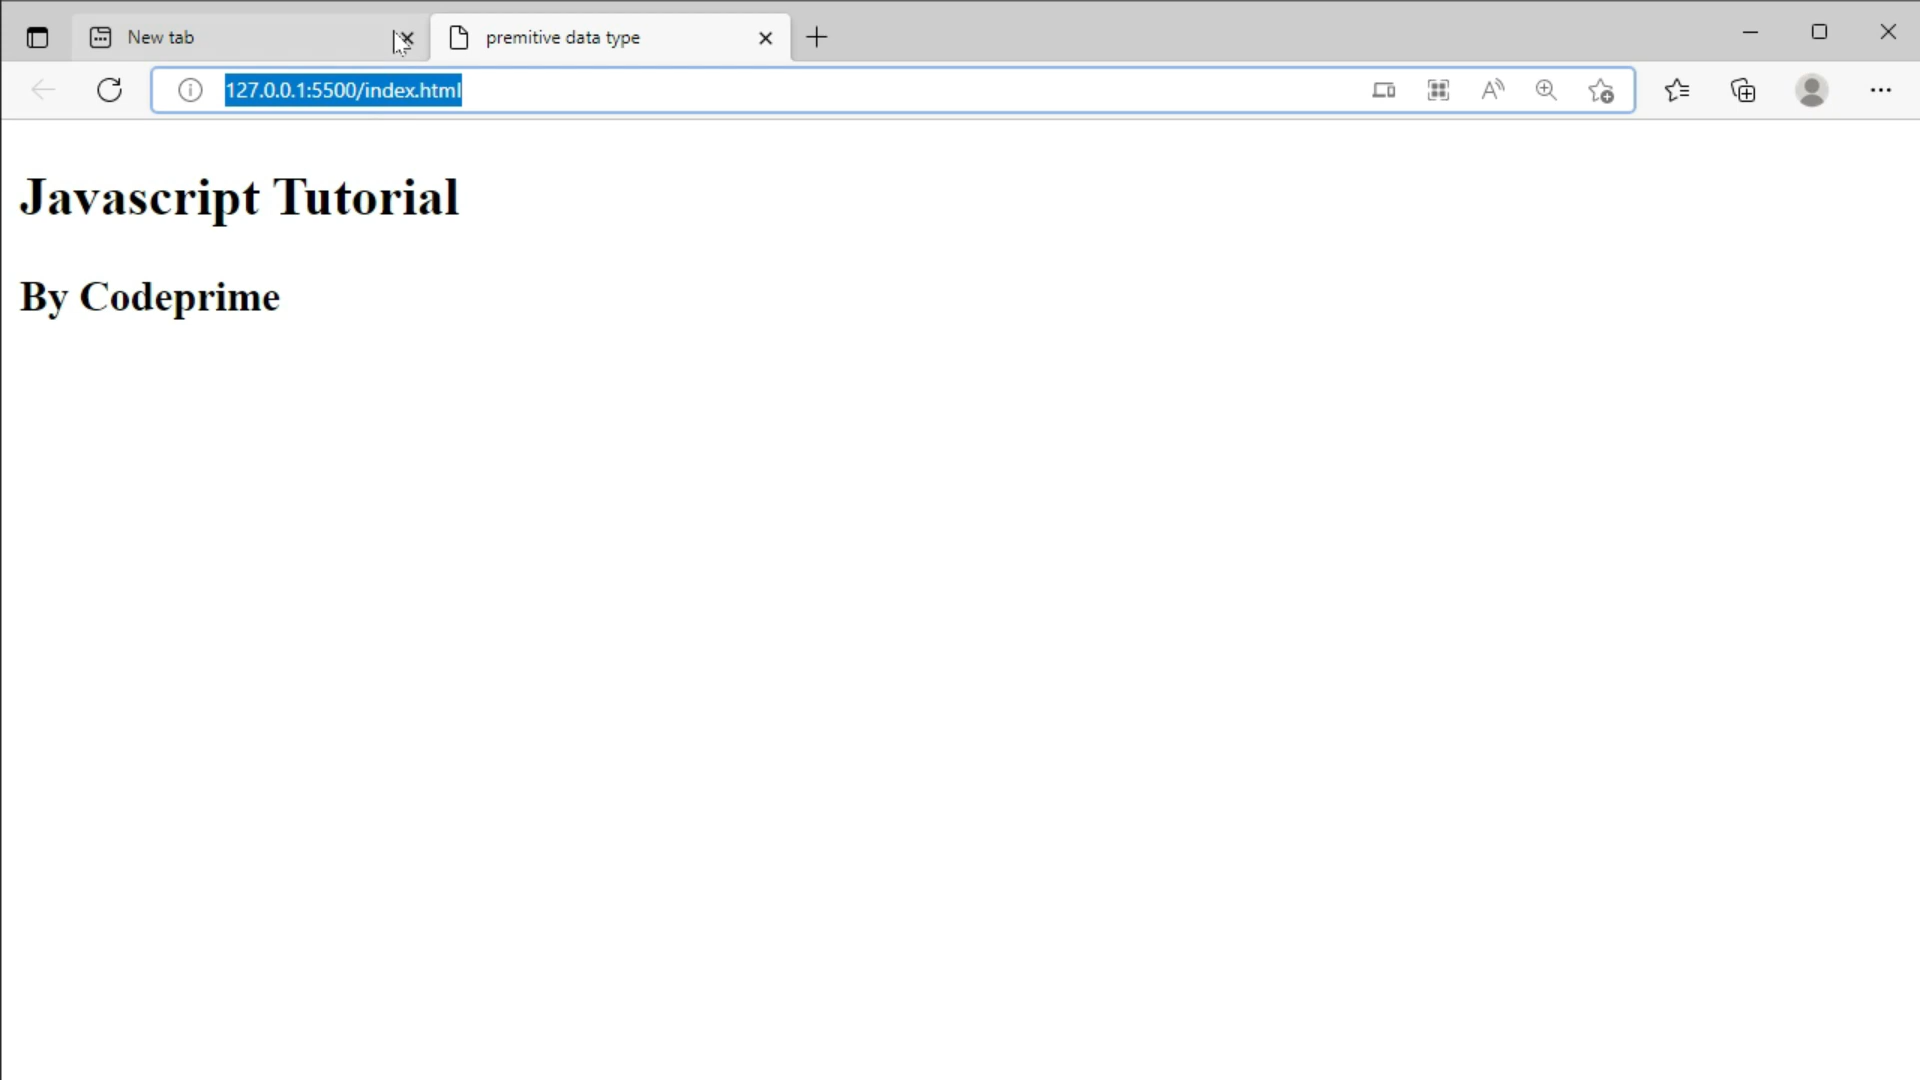 New tab
premitive data type
127.0.0.1:5500/index.html
Javascript Tutorial
By Codeprime